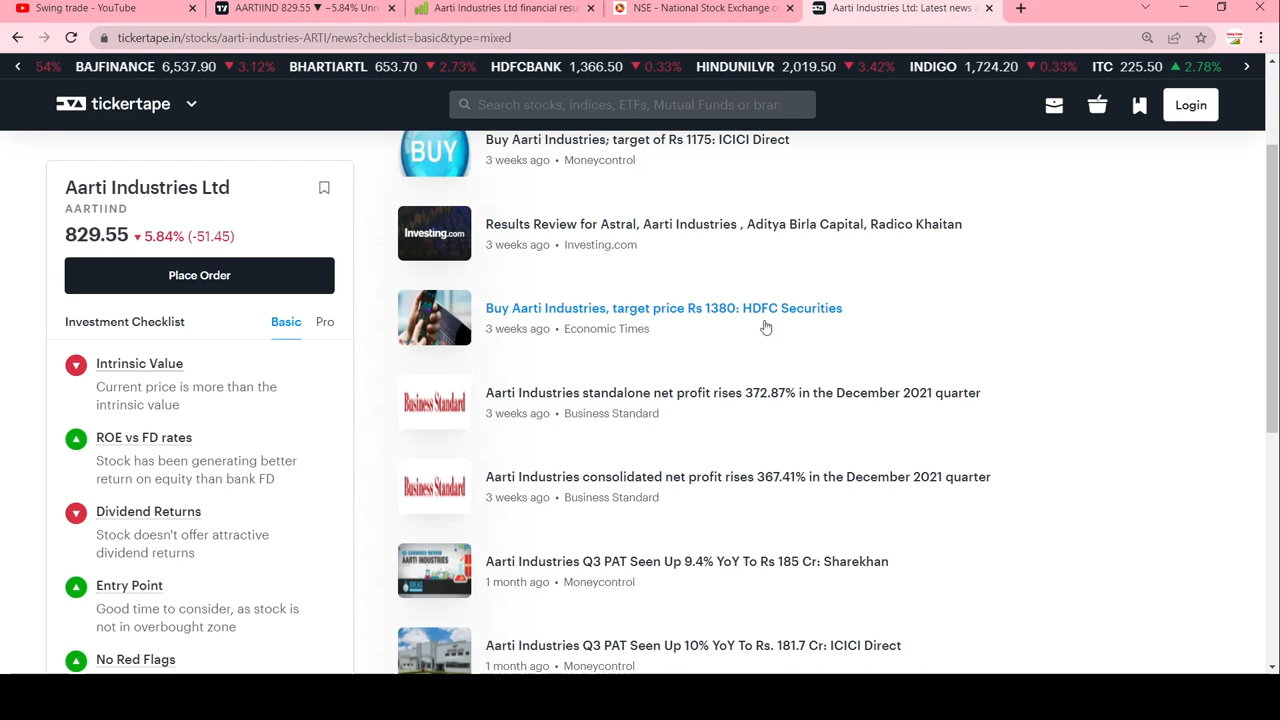 Swing trade - YouTube
AARTIIND 829.55 ▼ −5.84% Unn
Aarti Industries Ltd financial resu
NSE - National Stock Exchange o
Aarti Industries Ltd: Latest news a
tickertape.in/stocks/aarti-industries-ARTI/news?checklist=basic&type=mixed
54% BAJFINANCE 6,537.90 ▼ 3.12% BHARTIARTL 653.70 ▼ 2.73% HDFCBANK 1,366.50 ▼ 0.33% HINDUNILVR 2,019.50 ▼ 3.42% INDIGO 1,724.20 ▼ 0.33% ITC 225.50 ▲ 2.78%
tickertape
Search stocks, indices, ETFs, Mutual Funds or bran
Login
Aarti Industries Ltd
AARTIIND
829.55 ▼ 5.84% (-51.45)
Place Order
Investment Checklist Basic Pro
Intrinsic Value
Current price is more than the
intrinsic value
ROE vs FD rates
Stock has been generating better
return on equity than bank FD
Dividend Returns
Stock doesn't offer attractive
dividend returns
Entry Point
Good time to consider, as stock is
not in overbought zone
No Red Flags
BUY
Buy Aarti Industries; target of Rs 1175: ICICI Direct
3 weeks ago • Moneycontrol
Investing.com
Results Review for Astral, Aarti Industries , Aditya Birla Capital, Radico Khaitan
3 weeks ago • Investing.com
Buy Aarti Industries, target price Rs 1380: HDFC Securities
3 weeks ago • Economic Times
Business Standard
Aarti Industries standalone net profit rises 372.87% in the December 2021 quarter
3 weeks ago • Business Standard
Business Standard
Aarti Industries consolidated net profit rises 367.41% in the December 2021 quarter
3 weeks ago • Business Standard
AARTI INDUSTRIES
Aarti Industries Q3 PAT Seen Up 9.4% YoY To Rs 185 Cr: Sharekhan
1 month ago • Moneycontrol
Aarti Industries Q3 PAT Seen Up 10% YoY To Rs. 181.7 Cr: ICICI Direct
1 month ago • Moneycontrol